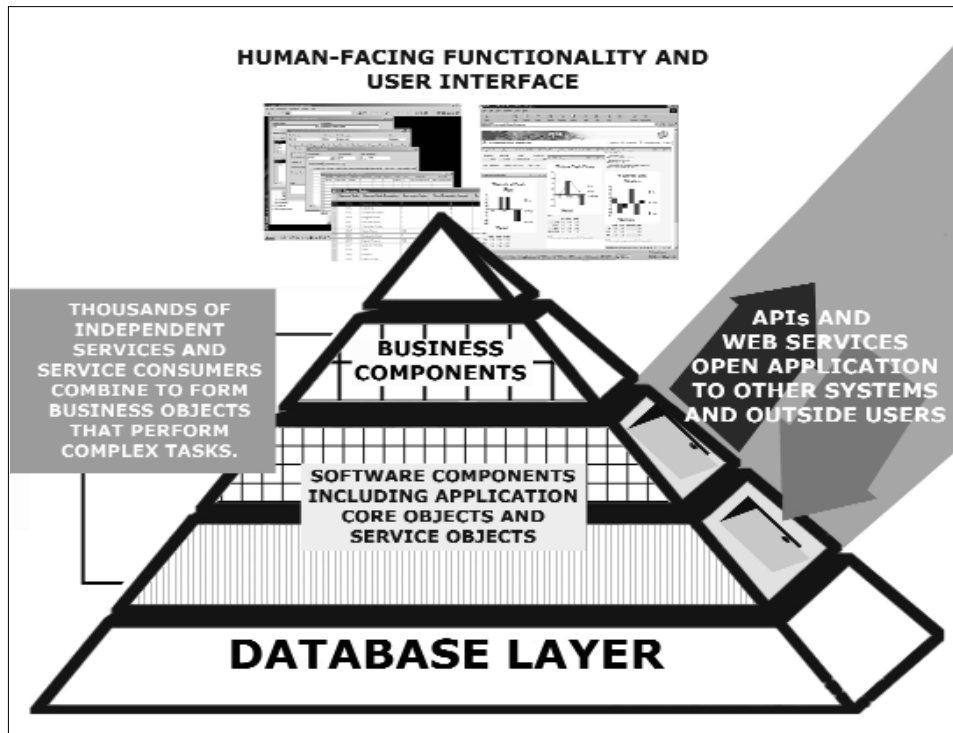 HUMAN-FACING FUNCTIONALITY AND
USER INTERFACE
THOUSANDS OF
INDEPENDENT
SERVICES AND
SERVICE CONSUMERS
COMBINE TO FORM
BUSINESS OBJECTS
THAT PERFORM
COMPLEX TASKS.
BUSINESS
COMPONENTS
APIs AND
WEB SERVICES
OPEN APPLICATION
TO OTHER SYSTEMS
AND OUTSIDE USERS
SOFTWARE COMPONENTS
INCLUDING APPLICATION
CORE OBJECTS AND
SERVICE OBJECTS
DATABASE LAYER